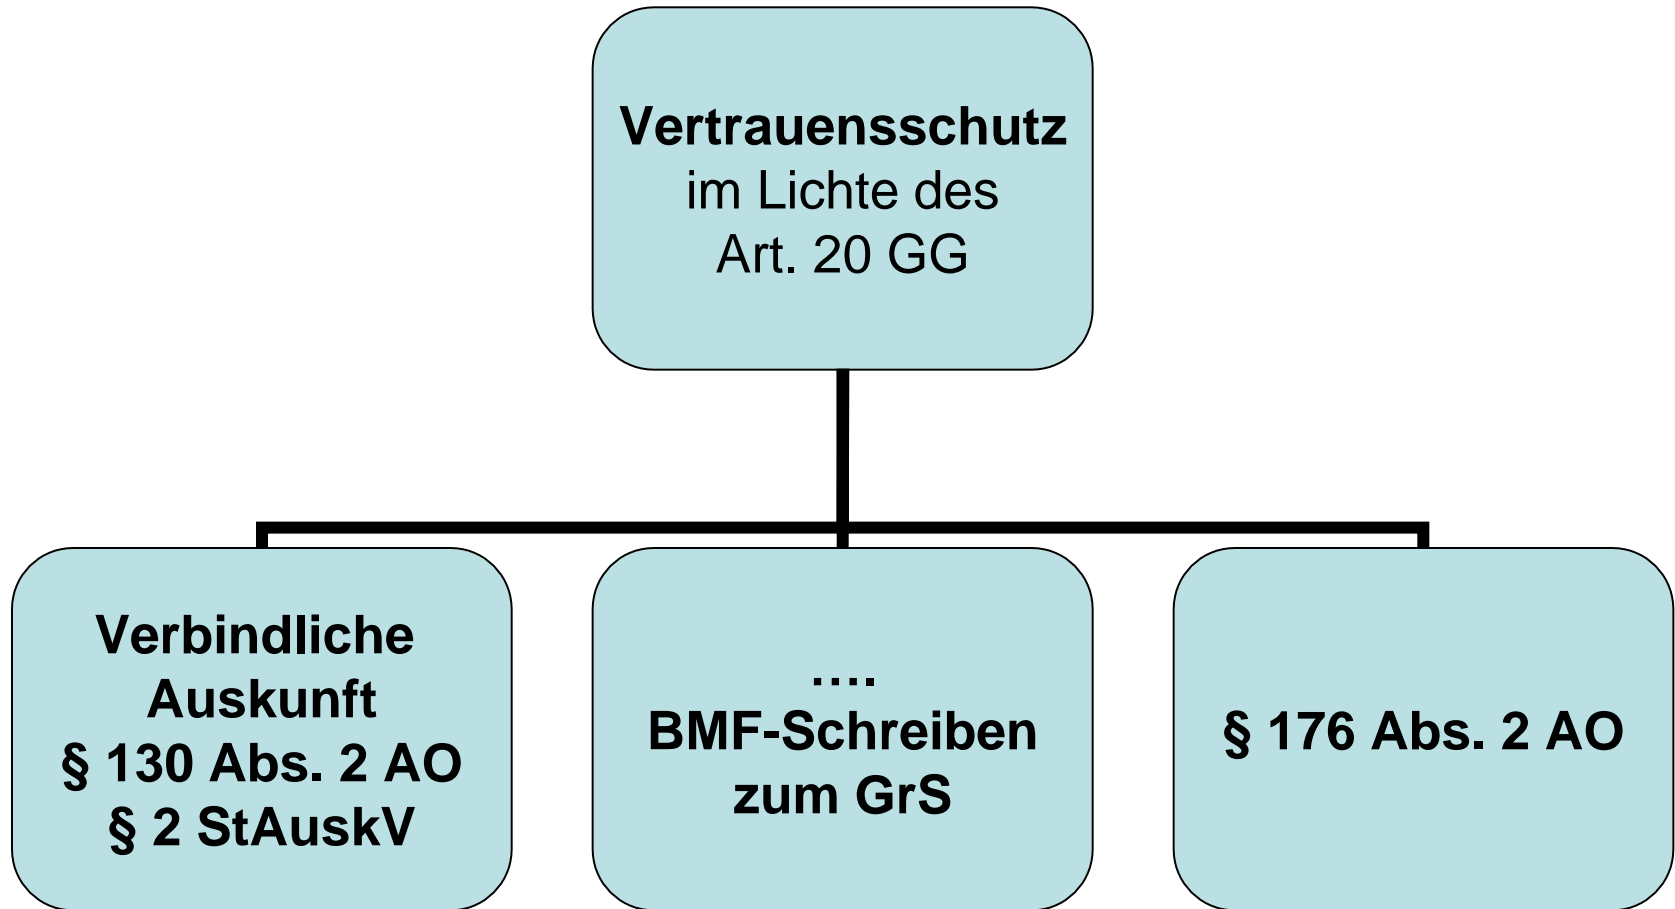 Vertrauensschutz
im Lichte des
Art. 20 GG
Verbindliche
Auskunft
§ 130 Abs. 2 AO
§ 2 StAuskV
....
BMF-Schreiben
zum GrS
§ 176 Abs. 2 AO